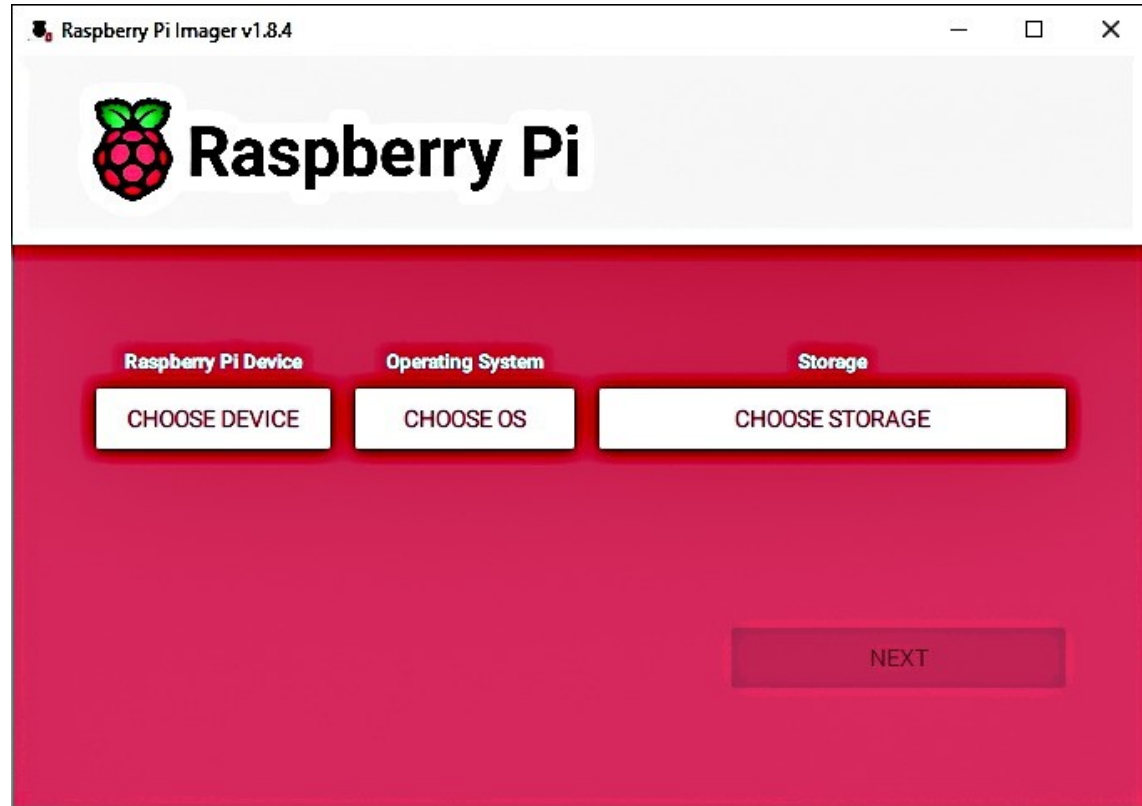 Raspberry Pi Imager v1.8.4
Raspberry Pi
Raspberry Pi Device
Operating System
Storage
CHOOSE DEVICE
CHOOSE OS
CHOOSE STORAGE
NEXT